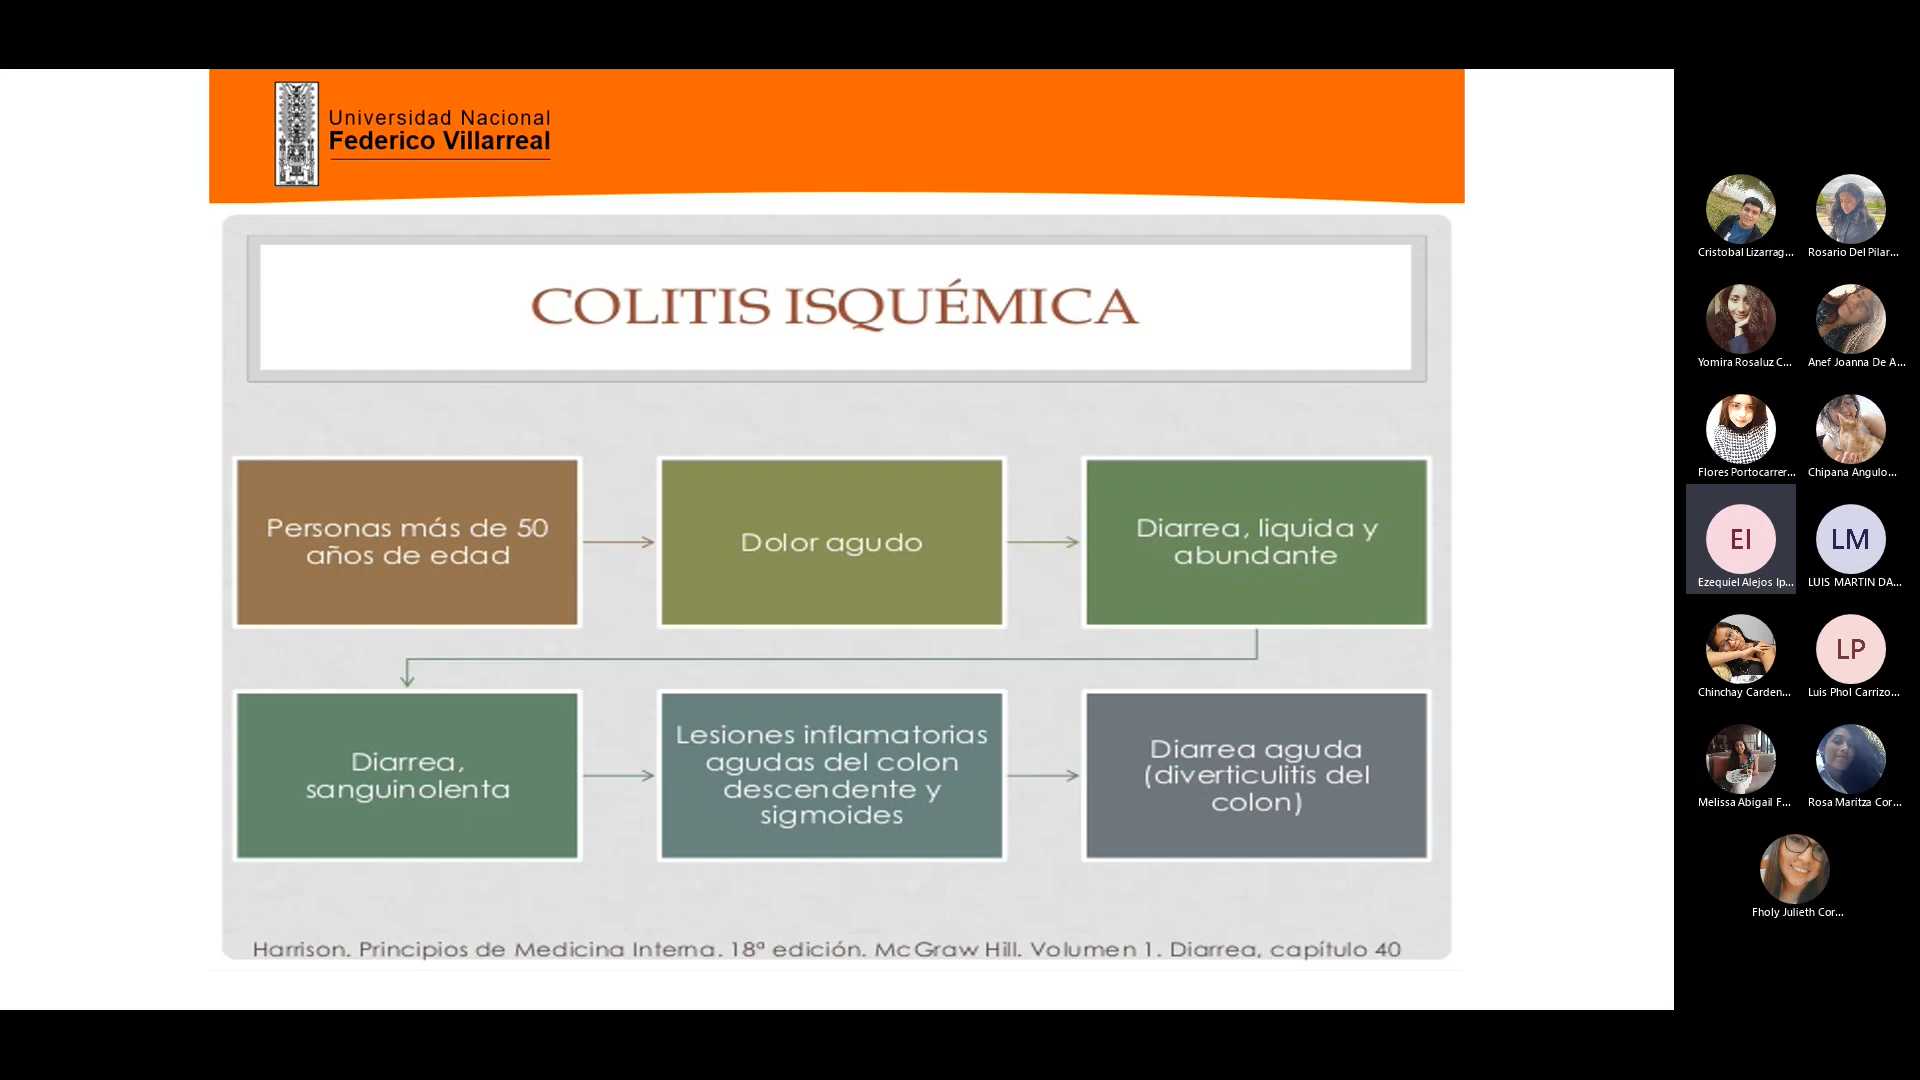 Universidad Nacional
Federico Villarreal
COLITIS ISQUÉMICA
Personas más de 50
años de edad
Dolor agudo
Diarrea, liquida y
abundante
Diarrea,
sanguinolenta
Lesiones inflamatorias
agudas del colon
descendente y
sigmoides
Diarrea aguda
(diverticulitis del
colon)
Harrison. Principios de Medicina Interna. 18ª edición. McGraw Hill. Volumen 1. Diarrea, capítulo 40
Cristobal Lizarrag...
Rosario Del Pilar...
Yomira Rosaluz C...
Anef Joanna De A...
Flores Portocarrer...
Chipana Angulo...
EI
Ezequiel Alejos Ip...
LM
LUIS MARTIN DA...
Chinchay Carden...
LP
Luis Phol Carrizo...
Melissa Abigail F...
Rosa Maritza Cor...
Fholy Julieth Cor...